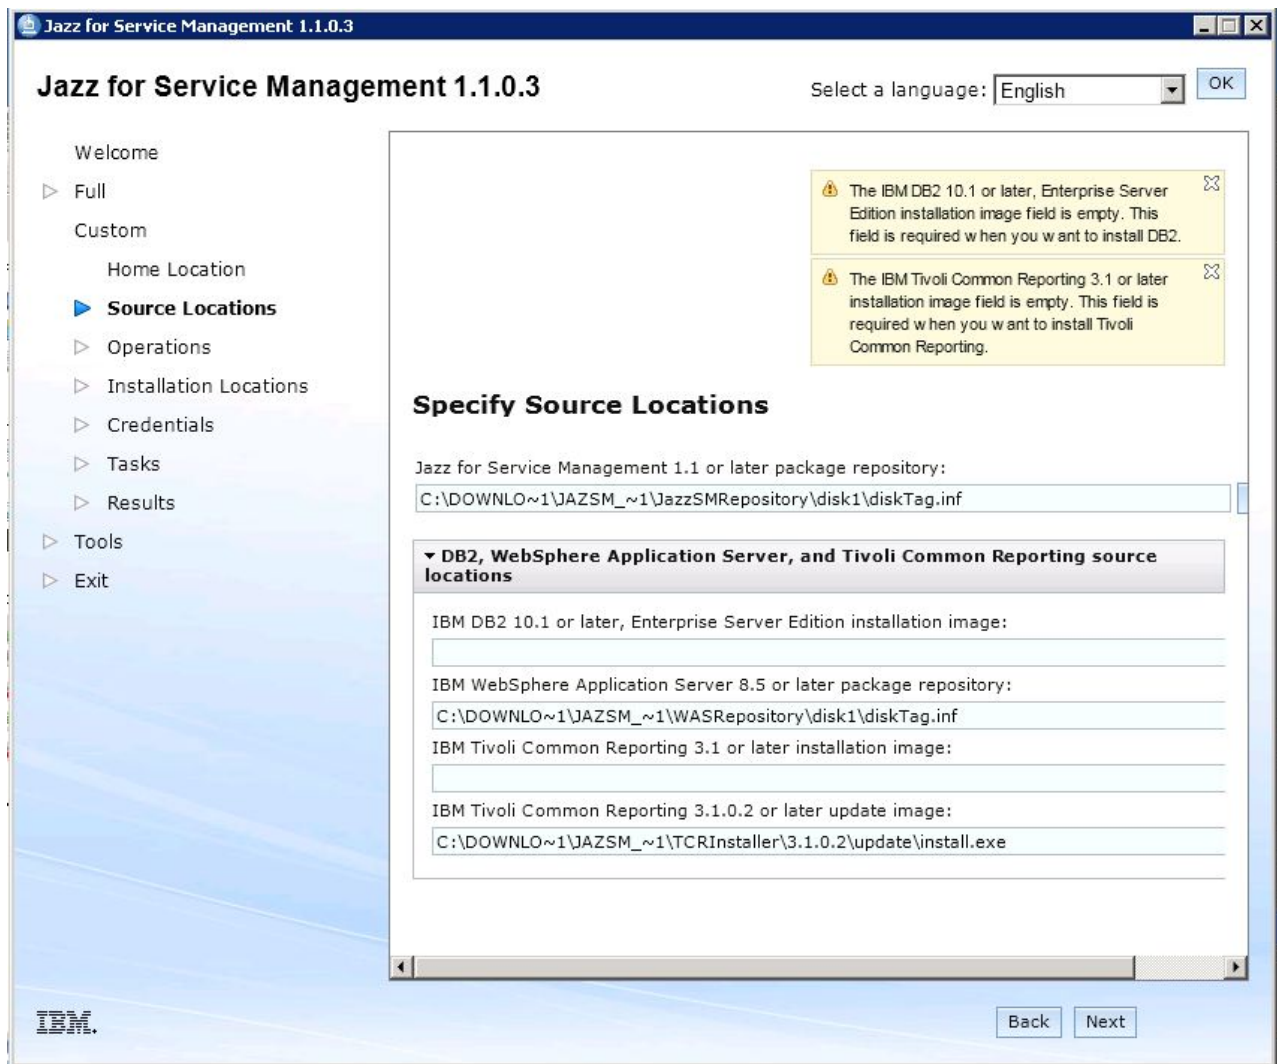 Jazz for Service Management 1.1.0.3
Jazz for Service Management 1.1.0.3
Select a language: English OK
Welcome
Full
Custom
Home Location
Source Locations
Operations
Installation Locations
Credentials
Tasks
Results
Tools
Exit
The IBM DB2 10.1 or later, Enterprise Server
Edition installation image field is empty. This
field is required when you want to install DB2.
The IBM Tivoli Common Reporting 3.1 or later
installation image field is empty. This field is
required when you want to install Tivoli
Common Reporting.
Specify Source Locations
Jazz for Service Management 1.1 or later package repository:
C:\DOWNLO~1\JAZSM_~1\JazzSMRepository\disk1\diskTag.inf
DB2, WebSphere Application Server, and Tivoli Common Reporting source
locations
IBM DB2 10.1 or later, Enterprise Server Edition installation image:
IBM WebSphere Application Server 8.5 or later package repository:
C:\DOWNLO~1\JAZSM_~1\WASRepository\disk1\diskTag.inf
IBM Tivoli Common Reporting 3.1 or later installation image:
IBM Tivoli Common Reporting 3.1.0.2 or later update image:
C:\DOWNLO~1\JAZSM_~1\TCRInstaller\3.1.0.2\update\install.exe
IBM.
Back Next